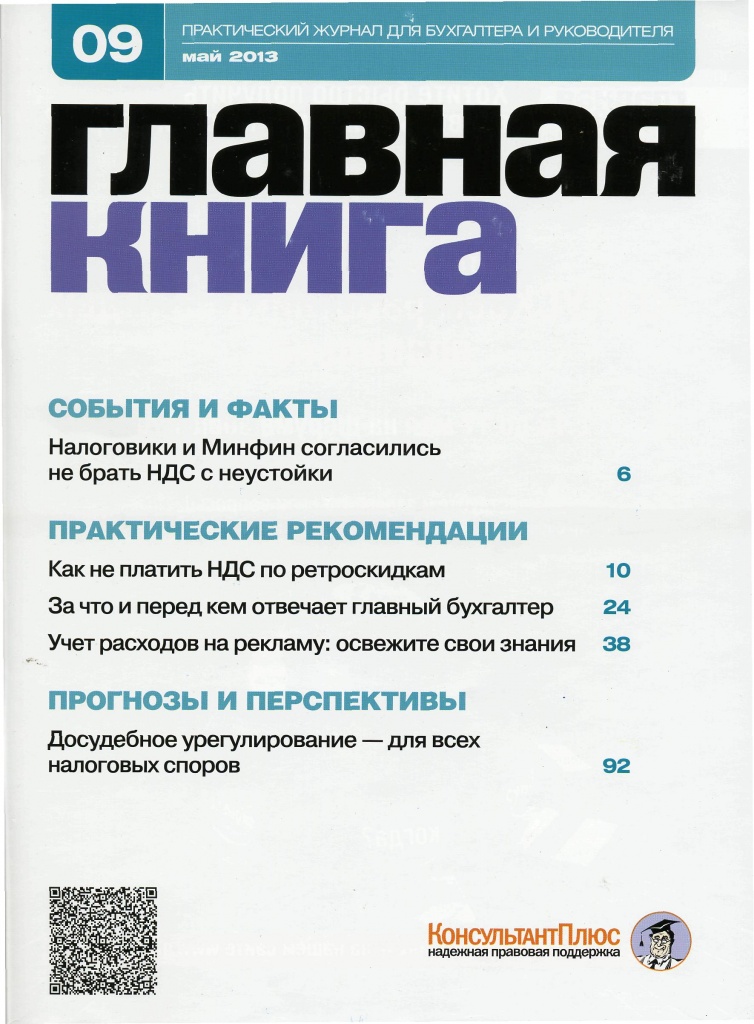 09
ПРАКТИЧЕСКИЙ ЖУРНАЛ ДЛЯ БУХГАЛТЕРА И РУКОВОДИТЕЛЯ
май 2013
главная
книга
СОБЫТИЯ И ФАКТЫ
Налоговики и Минфин согласились
не брать НДС с неустойки 6
ПРАКТИЧЕСКИЕ РЕКОМЕНДАЦИИ
Как не платить НДС по ретроскидкам 10
За что и перед кем отвечает главный бухгалтер 24
Учет расходов на рекламу: освежите свои знания 38
ПРОГНОЗЫ И ПЕРСПЕКТИВЫ
Досудебное урегулирование — для всех
налоговых споров 92
КонсультантПлюс
надежная правовая поддержка